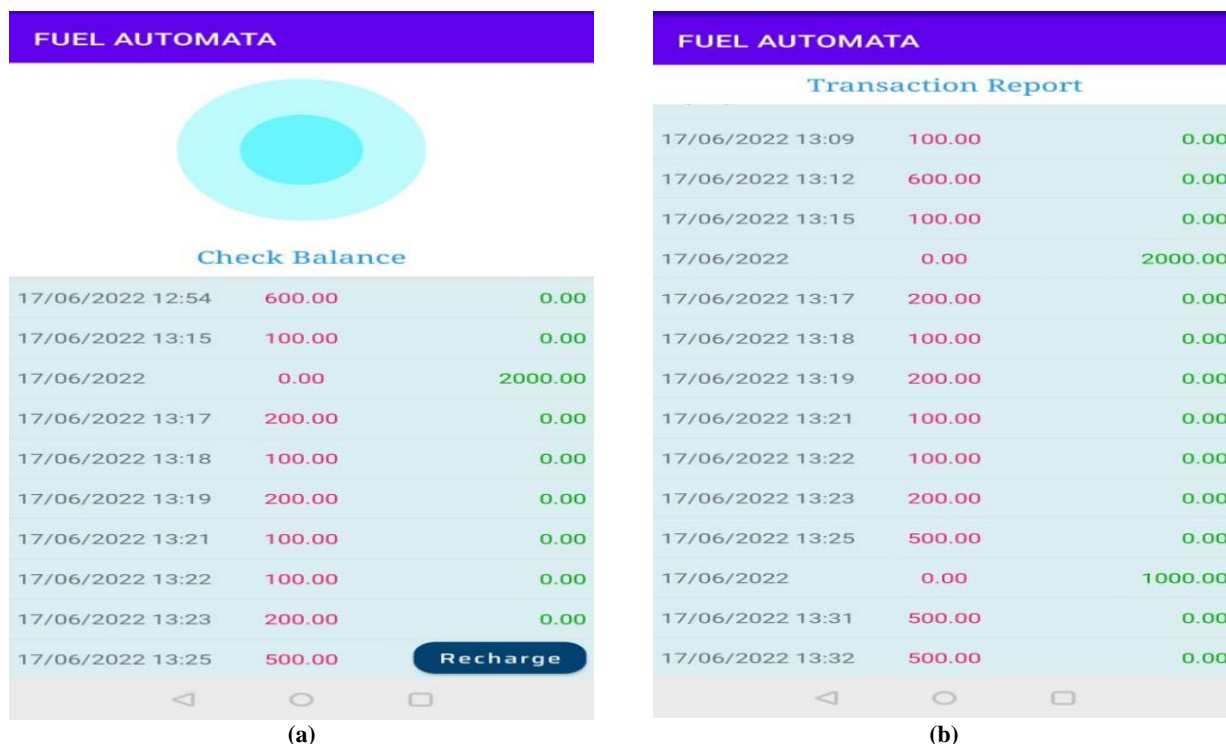 FUEL AUTOMATA
Check Balance
17/06/2022 12:54 600.00 0.00
17/06/2022 13:15 100.00 0.00
17/06/2022 0.00 2000.00
17/06/2022 13:17 200.00 0.00
17/06/2022 13:18 100.00 0.00
17/06/2022 13:19 200.00 0.00
17/06/2022 13:21 100.00 0.00
17/06/2022 13:22 100.00 0.00
17/06/2022 13:23 200.00 0.00
17/06/2022 13:25 500.00 Recharge
(a)
FUEL AUTOMATA
Transaction Report
17/06/2022 13:09 100.00 0.00
17/06/2022 13:12 600.00 0.00
17/06/2022 13:15 100.00 0.00
17/06/2022 0.00 2000.00
17/06/2022 13:17 200.00 0.00
17/06/2022 13:18 100.00 0.00
17/06/2022 13:19 200.00 0.00
17/06/2022 13:21 100.00 0.00
17/06/2022 13:22 100.00 0.00
17/06/2022 13:23 200.00 0.00
17/06/2022 13:25 500.00 0.00
17/06/2022 0.00 1000.00
17/06/2022 13:31 500.00 0.00
17/06/2022 13:32 500.00 0.00
(b)